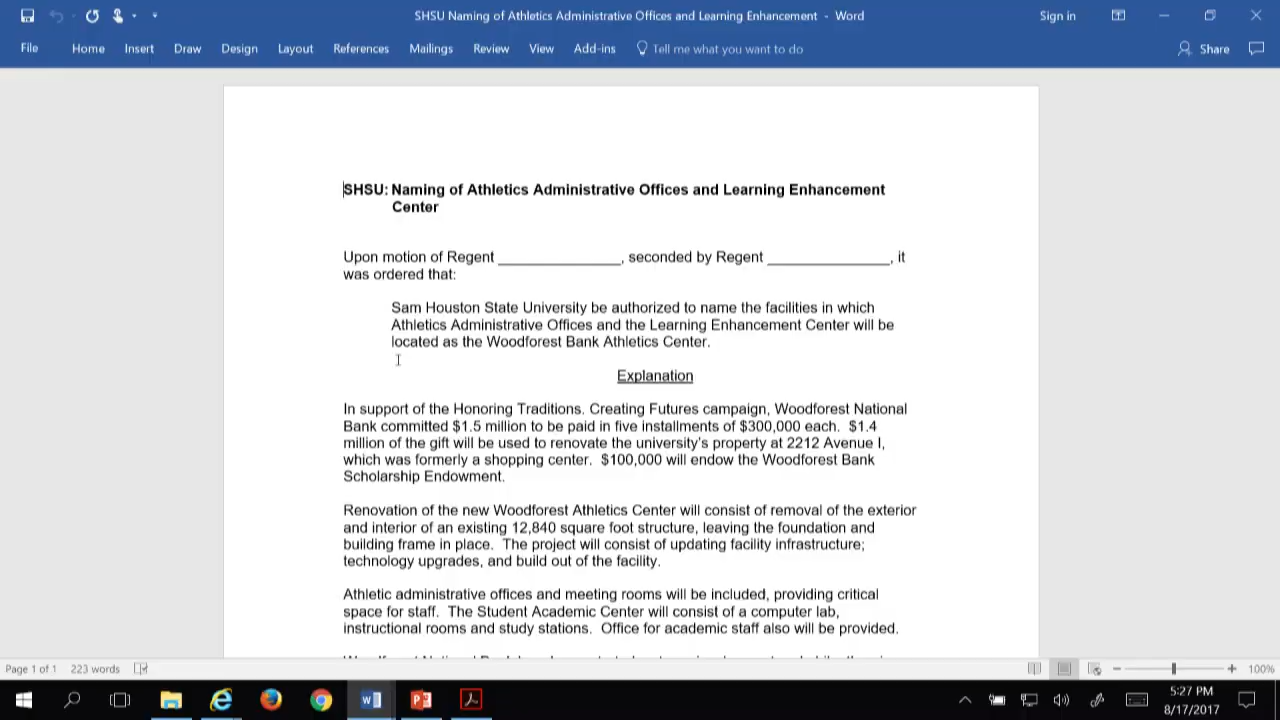 SHSU Naming of Athletics Administrative Offices and Learning Enhancement - Word
Sign in
File Home Insert Draw Design Layout References Mailings Review View Add-ins Tell me what you want to do Share
SHSU: Naming of Athletics Administrative Offices and Learning Enhancement
Center
Upon motion of Regent ________________, seconded by Regent ________________, it
was ordered that:
Sam Houston State University be authorized to name the facilities in which
Athletics Administrative Offices and the Learning Enhancement Center will be
located as the Woodforest Bank Athletics Center.
Explanation
In support of the Honoring Traditions. Creating Futures campaign, Woodforest National
Bank committed $1.5 million to be paid in five installments of $300,000 each. $1.4
million of the gift will be used to renovate the university's property at 2212 Avenue I,
which was formerly a shopping center. $100,000 will endow the Woodforest Bank
Scholarship Endowment.
Renovation of the new Woodforest Athletics Center will consist of removal of the exterior
and interior of an existing 12,840 square foot structure, leaving the foundation and
building frame in place. The project will consist of updating facility infrastructure;
technology upgrades, and build out of the facility.
Athletic administrative offices and meeting rooms will be included, providing critical
space for staff. The Student Academic Center will consist of a computer lab,
instructional rooms and study stations. Office for academic staff also will be provided.
Page 1 of 1 223 words 100%
5:27 PM
8/17/2017